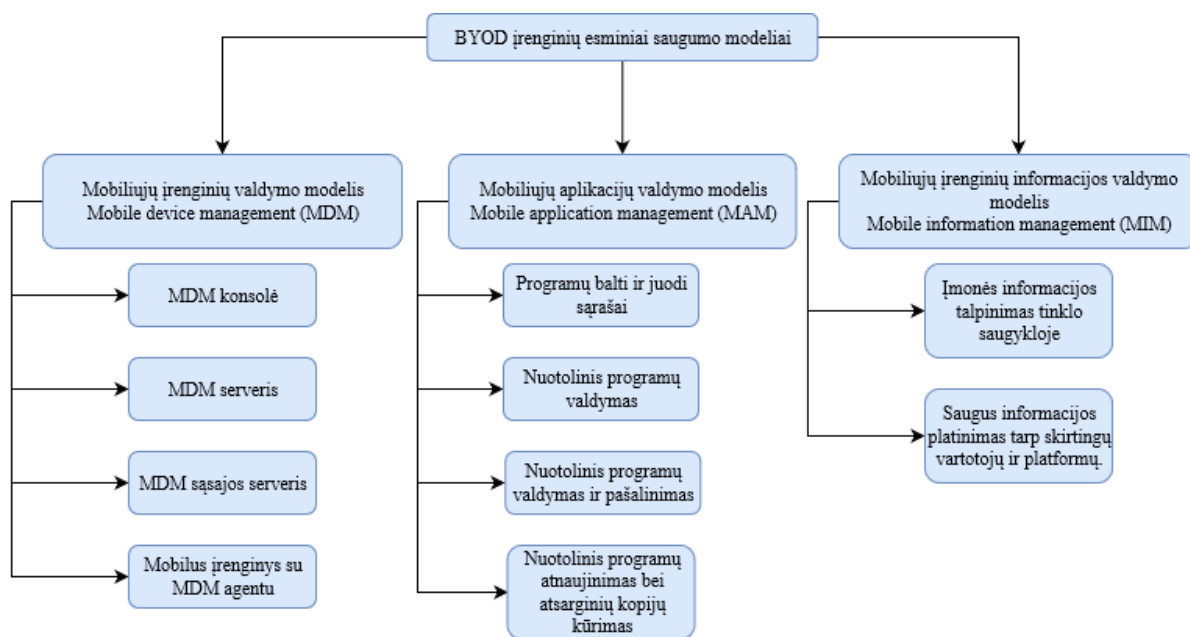 BYOD įrenginių esminiai saugumo modeliai
Mobiliųjų įrenginių valdymo modelis
Mobile device management (MDM)
MDM konsolė
MDM serveris
MDM sąsajos serveris
Mobilus įrenginys su
MDM agentu
Mobiliųjų aplikacijų valdymo modelis
Mobile application management (MAM)
Programų balti ir juodi
sąrašai
Nuotolinis programų
valdymas
Nuotolinis programų
valdymas ir pašalinimas
Nuotolinis programų
atnaujinimas bei
atsarginių kopijų
kūrimas
Mobiliųjų įrenginių informacijos valdymo
modelis
Mobile information management (MIM)
Įmonės informacijos
talpinimas tinklo
saugykloje
Saugus informacijos
platinimas tarp skirtingų
vartotojų ir platformų.